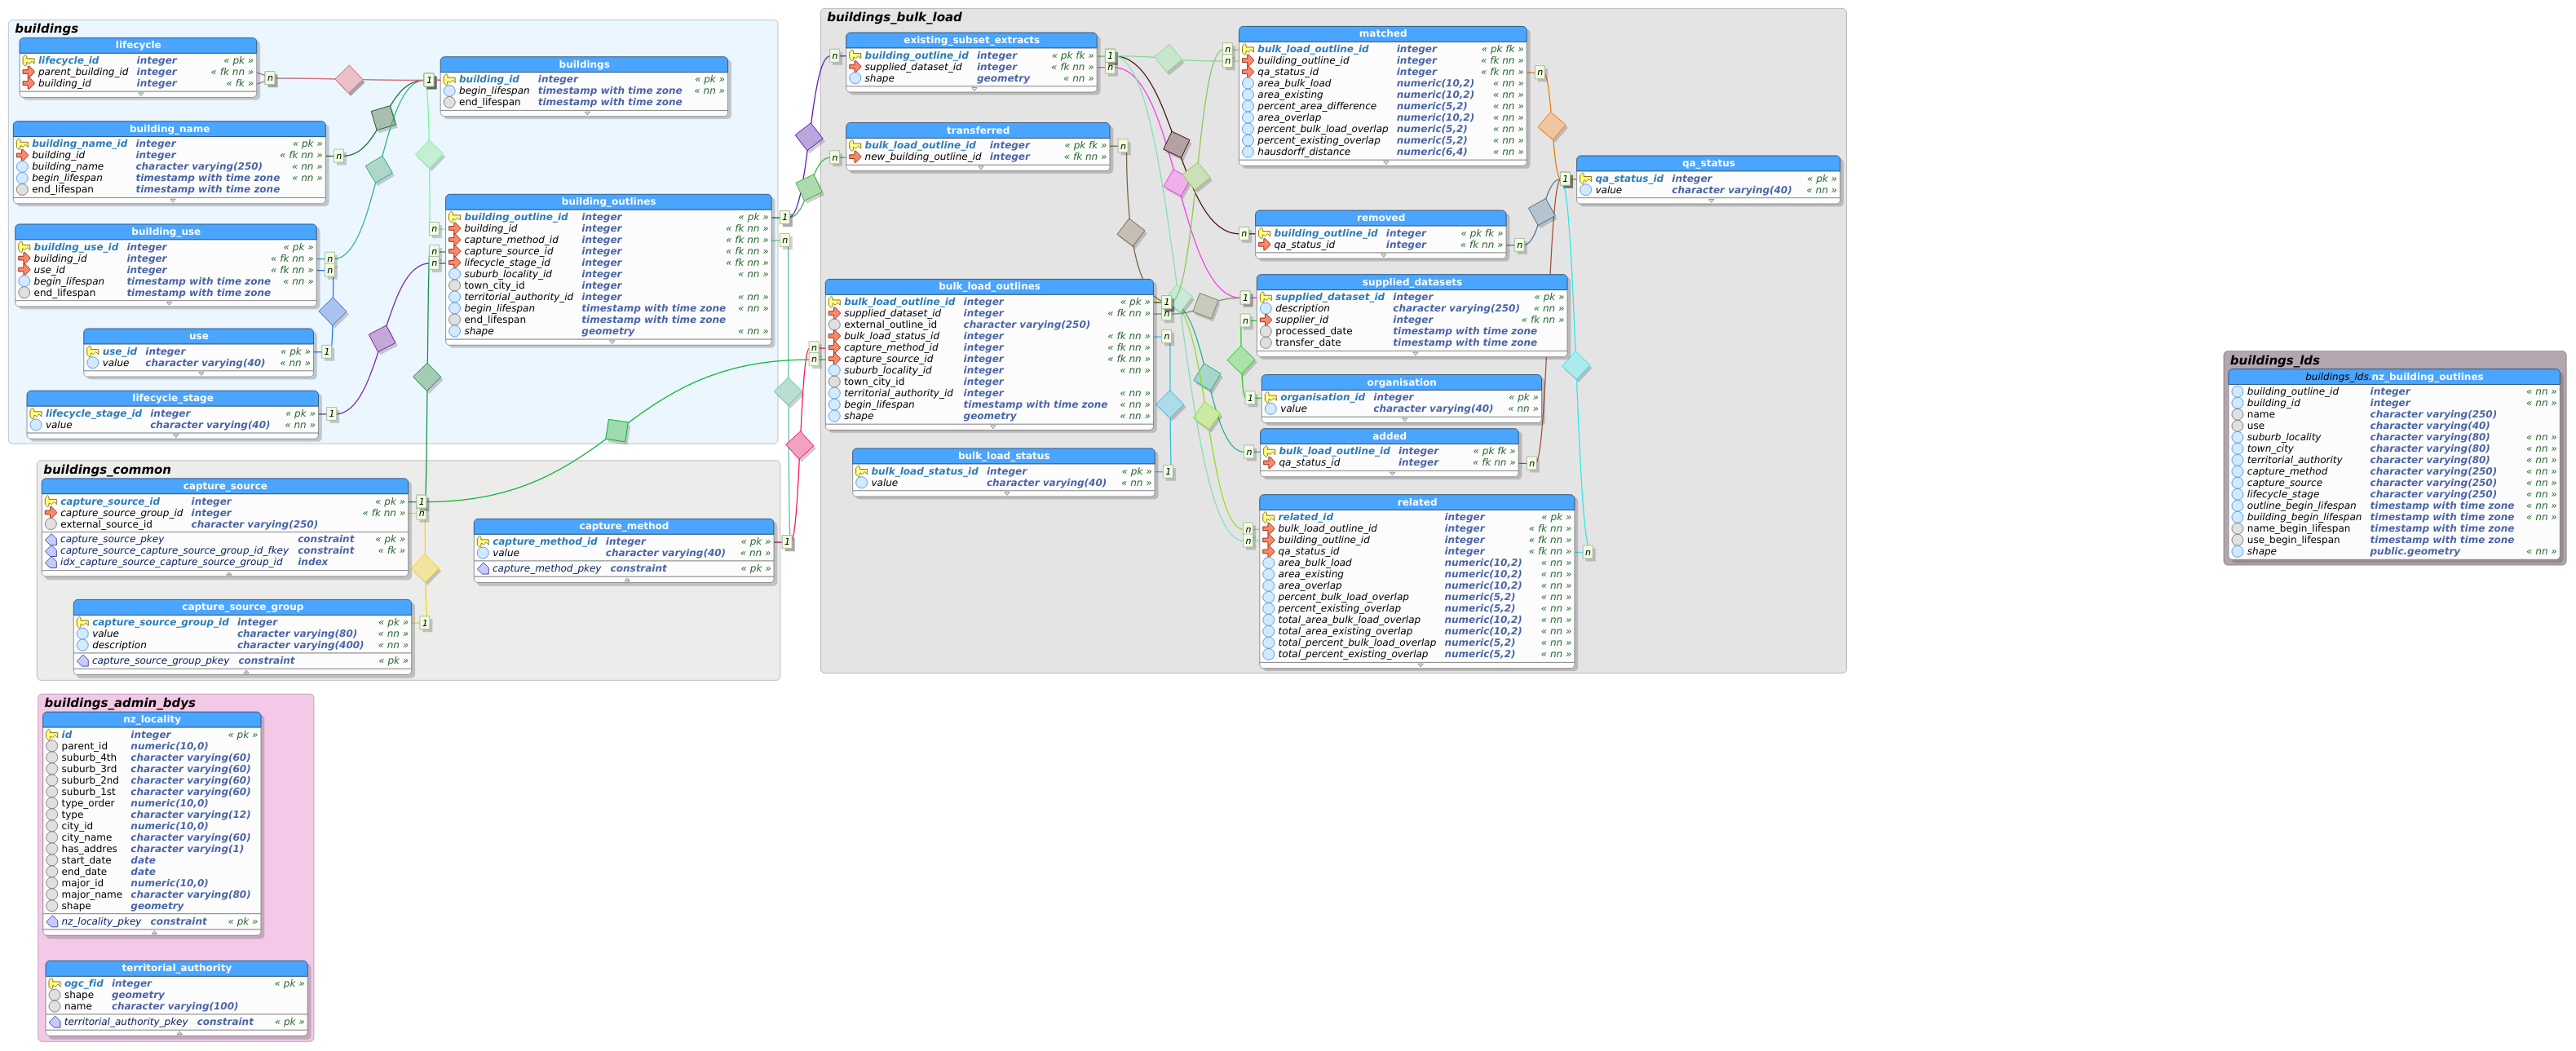 buildings
lifecycle
lifecycle_id integer « pk »
parent_building_id integer « fk nn »
building_id integer « fk »
n
1
buildings
building_id integer « pk »
begin_lifespan timestamp with time zone « nn »
end_lifespan timestamp with time zone
building_name
building_name_id integer « pk »
building_id integer « fk nn »
building_name character varying(250) « nn »
begin_lifespan timestamp with time zone « nn »
end_lifespan timestamp with time zone
n
building_use
building_use_id integer « pk »
building_id integer « fk nn »
use_id integer « fk nn »
begin_lifespan timestamp with time zone « nn »
end_lifespan timestamp with time zone
n
n
building_outlines
building_outline_id integer « pk »
building_id integer « fk nn »
capture_method_id integer « fk nn »
capture_source_id integer « fk nn »
lifecycle_stage_id integer « fk nn »
suburb_locality_id integer « nn »
town_city_id integer
territorial_authority_id integer « nn »
begin_lifespan timestamp with time zone « nn »
end_lifespan timestamp with time zone
shape geometry « nn »
n
n
n
1
n
use
use_id integer « pk »
value character varying(40) « nn »
1
lifecycle_stage
lifecycle_stage_id integer « pk »
value character varying(40) « nn »
1
buildings_common
capture_source
capture_source_id integer « pk »
capture_source_group_id integer « fk nn »
external_source_id character varying(250)
capture_source_pkey constraint « pk »
capture_source_capture_source_group_id_fkey constraint « fk »
idx_capture_source_capture_source_group_id index
1
n
capture_method
capture_method_id integer « pk »
value character varying(40) « nn »
capture_method_pkey constraint « pk »
1
capture_source_group
capture_source_group_id integer « pk »
value character varying(80) « nn »
description character varying(400) « nn »
capture_source_group_pkey constraint « pk »
1
buildings_admin_bdys
nz_locality
id integer « pk »
parent_id numeric(10,0)
suburb_4th character varying(60)
suburb_3rd character varying(60)
suburb_2nd character varying(60)
suburb_1st character varying(60)
type_order numeric(10,0)
type character varying(12)
city_id numeric(10,0)
city_name character varying(60)
has_addres character varying(1)
start_date date
end_date date
major_id numeric(10,0)
major_name character varying(80)
shape geometry
nz_locality_pkey constraint « pk »
territorial_authority
ogc_fid integer « pk »
shape geometry
name character varying(100)
territorial_authority_pkey constraint « pk »
buildings_bulk_load
existing_subset_extracts
building_outline_id integer « pk fk »
supplied_dataset_id integer « fk nn »
shape geometry « nn »
n
1
n
transferred
bulk_load_outline_id integer « pk fk »
new_building_outline_id integer « fk nn »
n
n
bulk_load_outlines
bulk_load_outline_id integer « pk »
supplied_dataset_id integer « fk nn »
external_outline_id character varying(250)
bulk_load_status_id integer « fk nn »
capture_method_id integer « fk nn »
capture_source_id integer « fk nn »
suburb_locality_id integer « nn »
town_city_id integer
territorial_authority_id integer « nn »
begin_lifespan timestamp with time zone « nn »
shape geometry « nn »
1
n
n
n
n
bulk_load_status
bulk_load_status_id integer « pk »
value character varying(40) « nn »
1
matched
bulk_load_outline_id integer « pk fk »
building_outline_id integer « fk nn »
qa_status_id integer « fk nn »
area_bulk_load numeric(10,2) « nn »
area_existing numeric(10,2) « nn »
percent_area_difference numeric(5,2) « nn »
area_overlap numeric(10,2) « nn »
percent_bulk_load_overlap numeric(5,2) « nn »
percent_existing_overlap numeric(5,2) « nn »
hausdorff_distance numeric(6,4) « nn »
n
n
n
qa_status
qa_status_id integer « pk »
value character varying(40) « nn »
1
removed
building_outline_id integer « pk fk »
qa_status_id integer « fk nn »
n
n
supplied_datasets
supplied_dataset_id integer « pk »
description character varying(250) « nn »
supplier_id integer « fk nn »
processed_date timestamp with time zone
transfer_date timestamp with time zone
1
n
organisation
organisation_id integer « pk »
value character varying(40) « nn »
1
added
bulk_load_outline_id integer « pk fk »
qa_status_id integer « fk nn »
n
n
related
related_id integer « pk »
bulk_load_outline_id integer « fk nn »
building_outline_id integer « fk nn »
qa_status_id integer « fk nn »
area_bulk_load numeric(10,2) « nn »
area_existing numeric(10,2) « nn »
area_overlap numeric(10,2) « nn »
percent_bulk_load_overlap numeric(5,2) « nn »
percent_existing_overlap numeric(5,2) « nn »
total_area_bulk_load_overlap numeric(10,2) « nn »
total_area_existing_overlap numeric(10,2) « nn »
total_percent_bulk_load_overlap numeric(5,2) « nn »
total_percent_existing_overlap numeric(5,2) « nn »
n
n
n
buildings_lds
buildings_lds.nz_building_outlines
building_outline_id integer « nn »
building_id integer « nn »
name character varying(250)
use character varying(40)
suburb_locality character varying(80) « nn »
town_city character varying(80) « nn »
territorial_authority character varying(80) « nn »
capture_method character varying(250) « nn »
capture_source character varying(250) « nn »
lifecycle_stage character varying(250) « nn »
outline_begin_lifespan timestamp with time zone « nn »
building_begin_lifespan timestamp with time zone « nn »
name_begin_lifespan timestamp with time zone
use_begin_lifespan timestamp with time zone
shape public.geometry « nn »